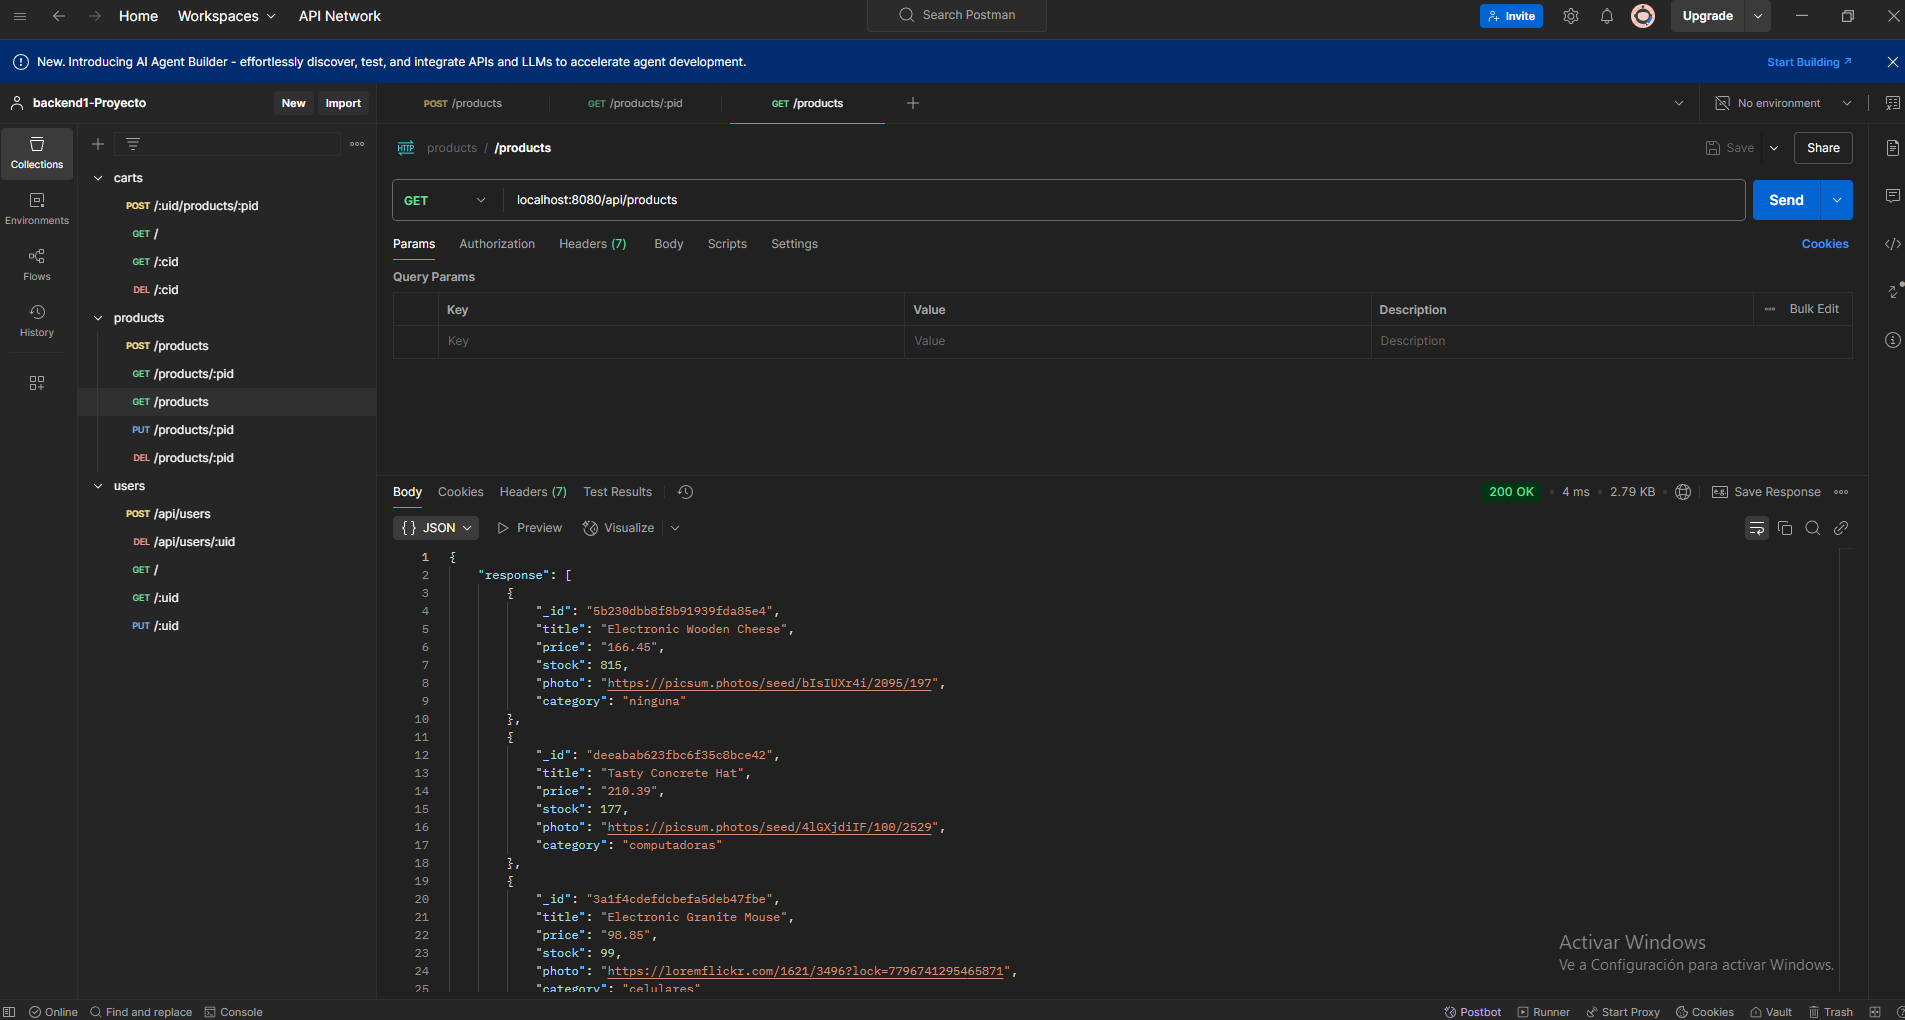 Home Workspaces API Network Search Postman Invite Upgrade
New. Introducing AI Agent Builder - effortlessly discover, test, and integrate APIs and LLMs to accelerate agent development. Start Building
backend1-Proyecto New Import POST /products GET /products/:pid GET /products No environment
Collections
Environments
Flows
History
carts
POST /:uid/products/:pid
GET /
GET /:cid
DEL /:cid
products
POST /products
GET /products/:pid
GET /products
PUT /products/:pid
DEL /products/:pid
users
POST /api/users
DEL /api/users/:uid
GET /
GET /:uid
PUT /:uid
HTTP products / /products Save Share
GET localhost:8080/api/products Send
Params Authorization Headers (7) Body Scripts Settings Cookies
Query Params
Key Value Description Bulk Edit
Key Value Description
Body Cookies Headers (7) Test Results 200 OK 4 ms 2.79 KB e.g. Save Response
{} JSON Preview Visualize
1 {
2 "response": [
3 {
4 "_id": "5b230dbb8f8b91939fda85e4",
5 "title": "Electronic Wooden Cheese",
6 "price": "166.45",
7 "stock": 815,
8 "photo": "https://picsum.photos/seed/bIsIUXr4i/2095/197",
9 "category": "ninguna"
10 },
11 {
12 "_id": "deeabab623fbc6f35c8bce42",
13 "title": "Tasty Concrete Hat",
14 "price": "210.39",
15 "stock": 177,
16 "photo": "https://picsum.photos/seed/4lGXjdiIF/100/2529",
17 "category": "computadoras"
18 },
19 {
20 "_id": "3a1f4cdefdcbefa5deb47fbe",
21 "title": "Electronic Granite Mouse",
22 "price": "98.85",
23 "stock": 99,
24 "photo": "https://loremflickr.com/1621/3496?lock=7796741295465871",
25 "category": "celulares"
Activar Windows
Ve a Configuración para activar Windows.
Online Find and replace Console Postbot Runner Start Proxy Cookies Vault Trash